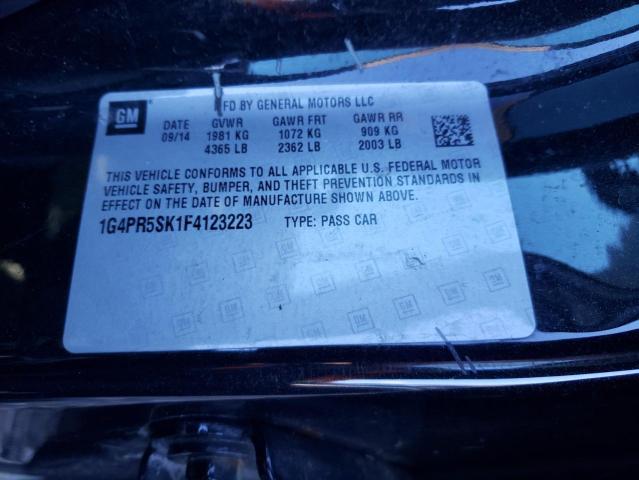 GM
MFD BY GENERAL MOTORS LLC
DATE GVWR GAWR FRT GAWR RR
09/14 1981 KG 1072 KG 909 KG
4365 LB 2362 LB 2003 LB
THIS VEHICLE CONFORMS TO ALL APPLICABLE U.S. FEDERAL MOTOR
VEHICLE SAFETY, BUMPER, AND THEFT PREVENTION STANDARDS IN
EFFECT ON THE DATE OF MANUFACTURE SHOWN ABOVE.
1G4PR5SK1F4123223 TYPE: PASS CAR